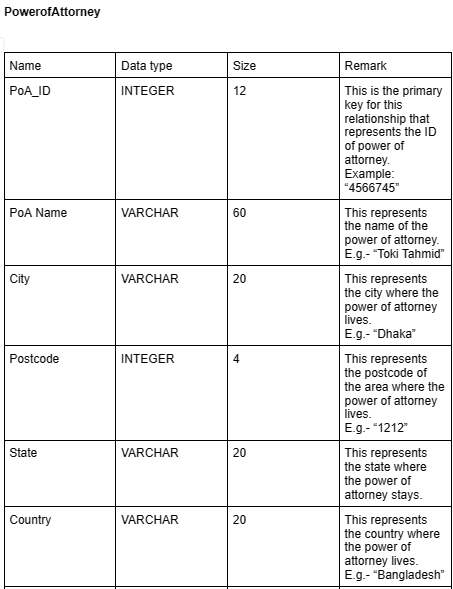 PowerofAttorney
Name Data type Size Remark
PoA_ID INTEGER 12 This is the primary
key for this
relationship that
represents the ID
of power of
attorney.
Example:
“4566745”
PoA Name VARCHAR 60 This represents
the name of the
power of attorney.
E.g.- “Toki Tahmid”
City VARCHAR 20 This represents
the city where the
power of attorney
lives.
E.g.- “Dhaka”
Postcode INTEGER 4 This represents
the postcode of
the area where the
power of attorney
lives.
E.g.- “1212”
State VARCHAR 20 This represents
the state where
the power of
attorney stays.
Country VARCHAR 20 This represents
the country where
the power of
attorney lives.
E.g.- “Bangladesh”